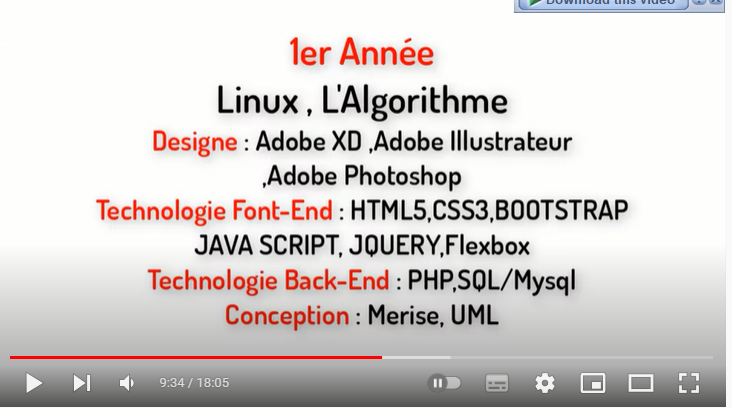 Download this video
1er Année
Linux , L'Algorithme
Designe : Adobe XD ,Adobe Illustrateur
,Adobe Photoshop
Technologie Font-End : HTML5,CSS3,BOOTSTRAP
JAVA SCRIPT, JQUERY,Flexbox
Technologie Back-End : PHP,SQL/Mysql
Conception : Merise, UML
9:34 / 18:05